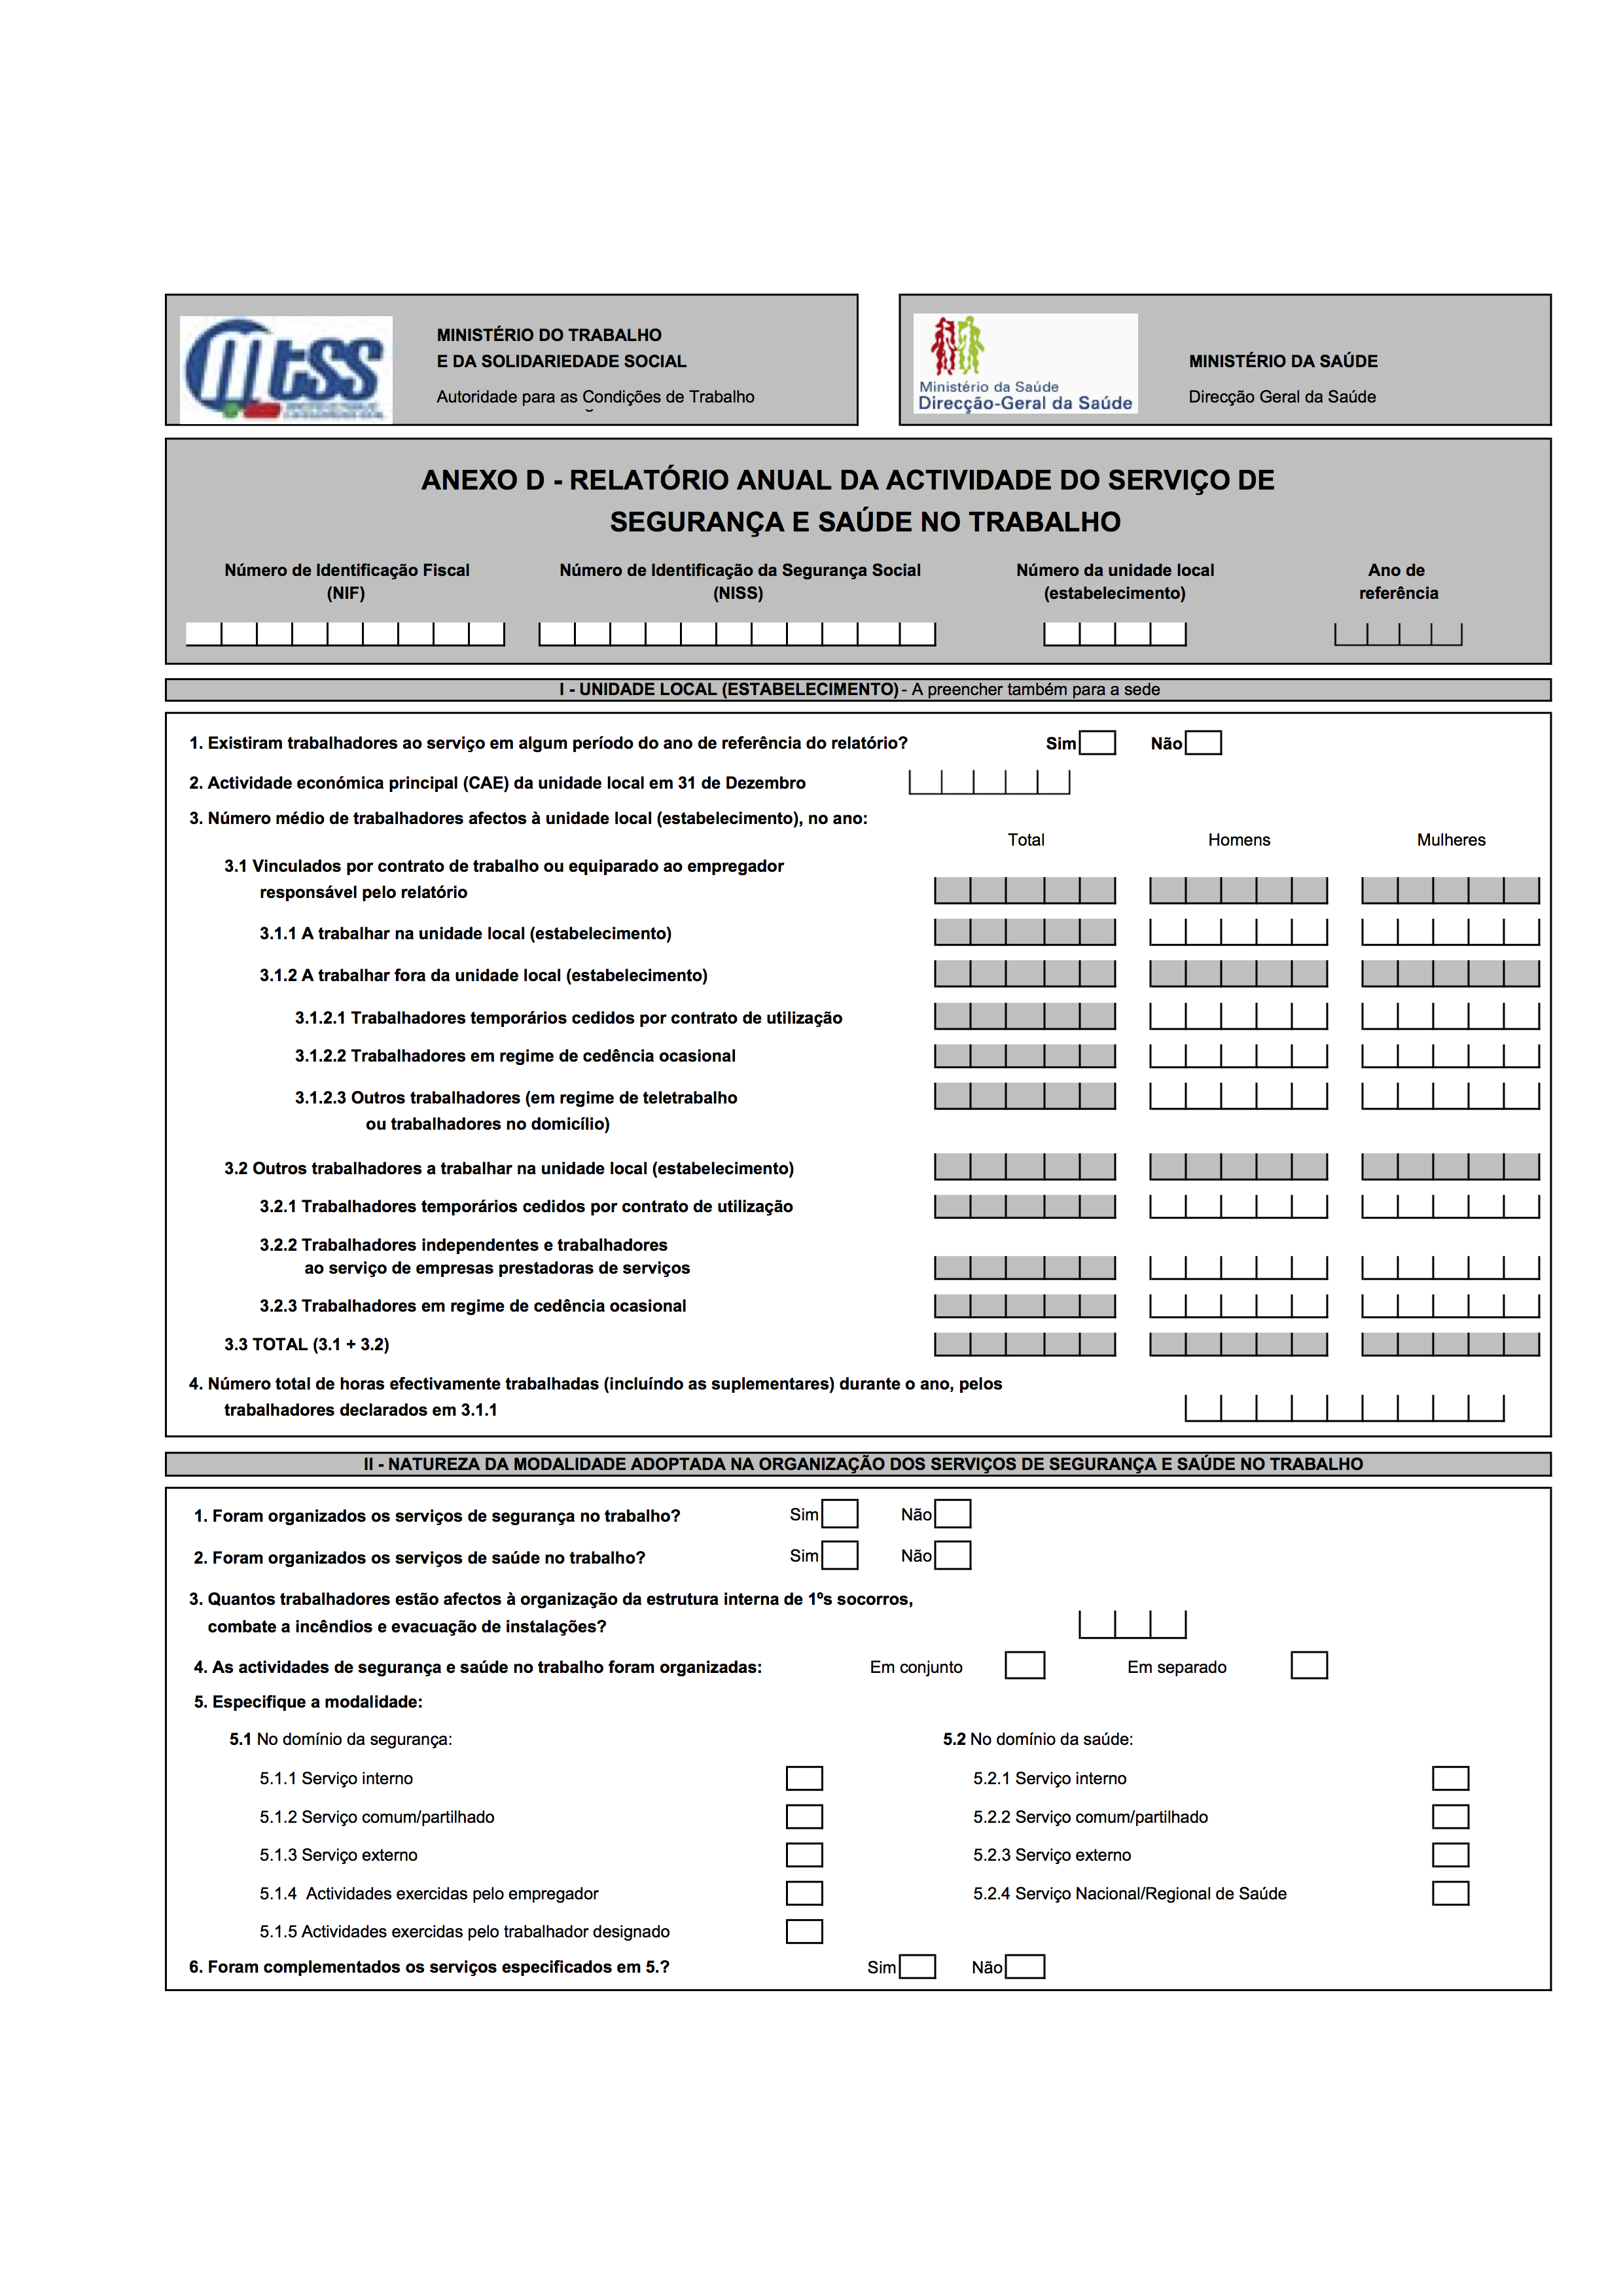 mtss
MINISTÉRIO DO TRABALHO
E DA SOLIDARIEDADE SOCIAL
Autoridade para as Condições de Trabalho
Ministério da Saúde
Direcção-Geral da Saúde
MINISTÉRIO DA SAÚDE
Direcção Geral da Saúde
ANEXO D - RELATÓRIO ANUAL DA ACTIVIDADE DO SERVIÇO DE
SEGURANÇA E SAÚDE NO TRABALHO
Número de Identificação Fiscal
(NIF)
Número de Identificação da Segurança Social
(NISS)
Número da unidade local
(estabelecimento)
Ano de
referência
I - UNIDADE LOCAL (ESTABELECIMENTO) - A preencher também para a sede
1. Existiram trabalhadores ao serviço em algum período do ano de referência do relatório? Sim Não
2. Actividade económica principal (CAE) da unidade local em 31 de Dezembro
3. Número médio de trabalhadores afectos à unidade local (estabelecimento), no ano:
Total Homens Mulheres
3.1 Vinculados por contrato de trabalho ou equiparado ao empregador
responsável pelo relatório
3.1.1 A trabalhar na unidade local (estabelecimento)
3.1.2 A trabalhar fora da unidade local (estabelecimento)
3.1.2.1 Trabalhadores temporários cedidos por contrato de utilização
3.1.2.2 Trabalhadores em regime de cedência ocasional
3.1.2.3 Outros trabalhadores (em regime de teletrabalho
ou trabalhadores no domicílio)
3.2 Outros trabalhadores a trabalhar na unidade local (estabelecimento)
3.2.1 Trabalhadores temporários cedidos por contrato de utilização
3.2.2 Trabalhadores independentes e trabalhadores
ao serviço de empresas prestadoras de serviços
3.2.3 Trabalhadores em regime de cedência ocasional
3.3 TOTAL (3.1 + 3.2)
4. Número total de horas efectivamente trabalhadas (incluíndo as suplementares) durante o ano, pelos
trabalhadores declarados em 3.1.1
II - NATUREZA DA MODALIDADE ADOPTADA NA ORGANIZAÇÃO DOS SERVIÇOS DE SEGURANÇA E SAÚDE NO TRABALHO
1. Foram organizados os serviços de segurança no trabalho? Sim Não
2. Foram organizados os serviços de saúde no trabalho? Sim Não
3. Quantos trabalhadores estão afectos à organização da estrutura interna de 1ºs socorros,
combate a incêndios e evacuação de instalações?
4. As actividades de segurança e saúde no trabalho foram organizadas: Em conjunto Em separado
5. Especifique a modalidade:
5.1 No domínio da segurança: 5.2 No domínio da saúde:
5.1.1 Serviço interno 5.2.1 Serviço interno
5.1.2 Serviço comum/partilhado 5.2.2 Serviço comum/partilhado
5.1.3 Serviço externo 5.2.3 Serviço externo
5.1.4 Actividades exercidas pelo empregador 5.2.4 Serviço Nacional/Regional de Saúde
5.1.5 Actividades exercidas pelo trabalhador designado
6. Foram complementados os serviços especificados em 5.? Sim Não